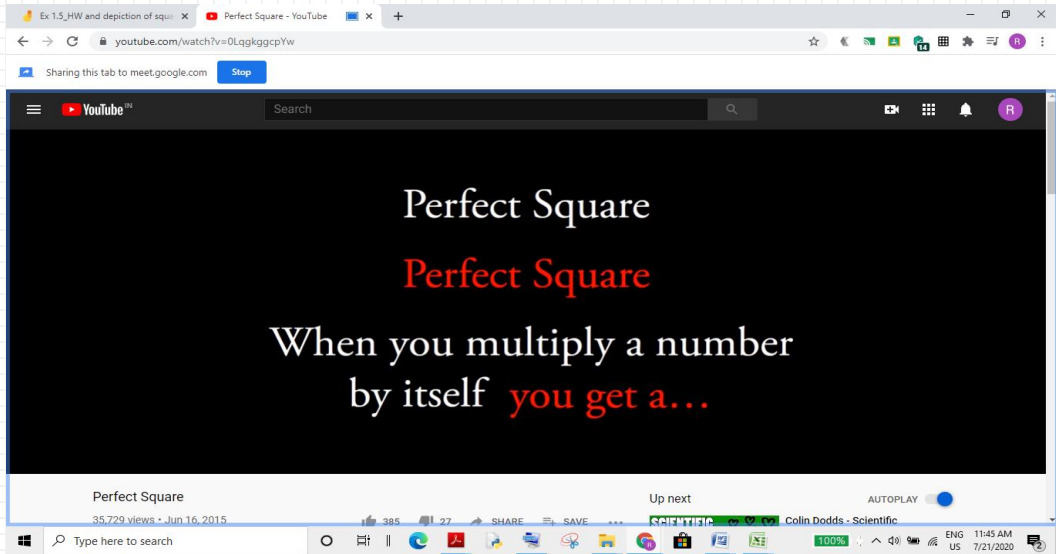 Ex 1.5_HW and depiction of squ
Perfect Square - YouTube
youtube.com/watch?v=0LqgkggcpYw
14
R
Sharing this tab to meet.google.com Stop
YouTube IN
Search
R
Perfect Square
Perfect Square
When you multiply a number
by itself you get a...
Perfect Square
Up next
AUTOPLAY
35,729 views • Jun 16, 2015
385 27 SHARE SAVE
SCIENTIFIC
Colin Dodds - Scientific
Type here to search
100%
ENG 11:45 AM
US 7/21/2020
2